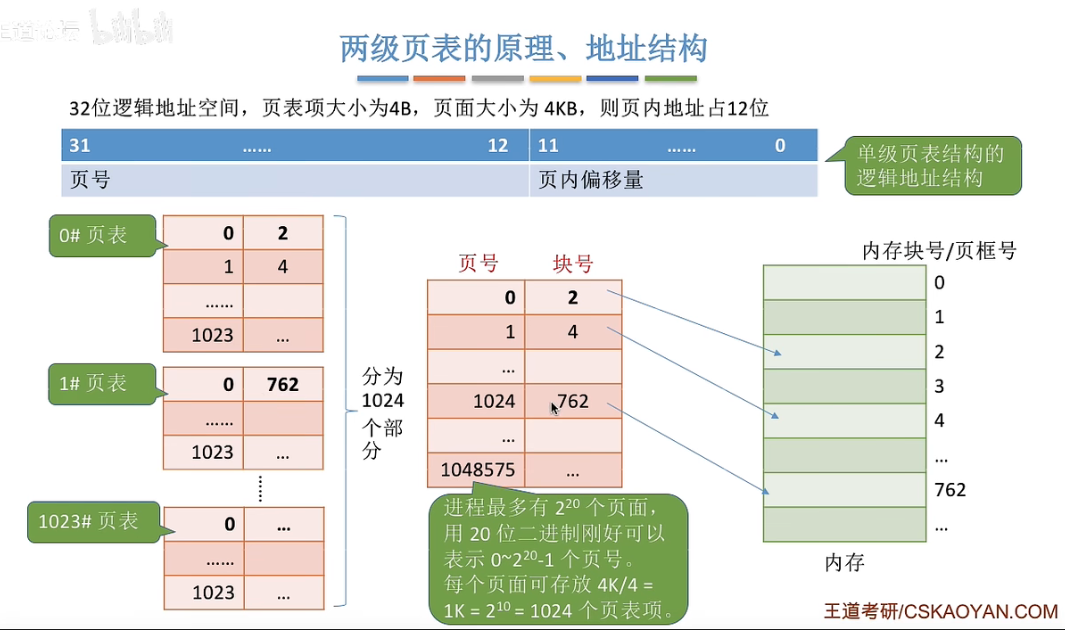 bilibili
两级页表的原理、地址结构
32位逻辑地址空间，页表项大小为4B，页面大小为 4KB，则页内地址占12位
31 …… 12 11 …… 0
页号 页内偏移量
单级页表结构的
逻辑地址结构
0# 页表
0 2
1 4
……
1023 …
1# 页表
0 762
……
1023 …
1023# 页表
0 …
……
1023 …
分为
1024
个部
分
页号 块号
0 2
1 4
…
1024 762
…
1048575 …
进程最多有 2²⁰ 个页面，
用 20 位二进制刚好可以
表示 0~2²⁰-1 个页号。
每个页面可存放 4K/4 =
1K = 2¹⁰ = 1024 个页表项。
内存块号/页框号
0
1
2
3
4
…
762
…
内存
王道考研/CSKAOYAN.COM